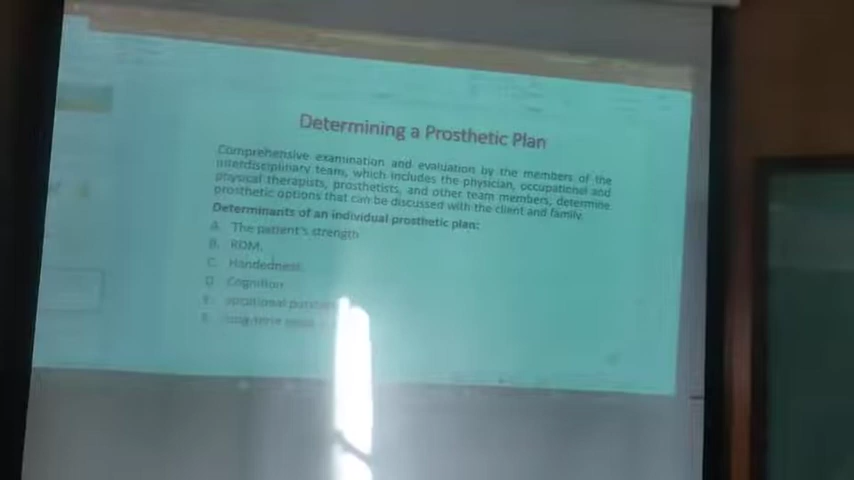 Determining a Prosthetic Plan
Comprehensive examination and evaluation by the members of the
interdisciplinary team, which includes the physician, occupational and
physical therapists, prosthetists, and other team members, determine
prosthetic options that can be discussed with the client and family.
Determinants of an individual prosthetic plan:
A. The patient's strength
B. ROM.
C. Handedness.
D. Cognition
E.
F. long-term